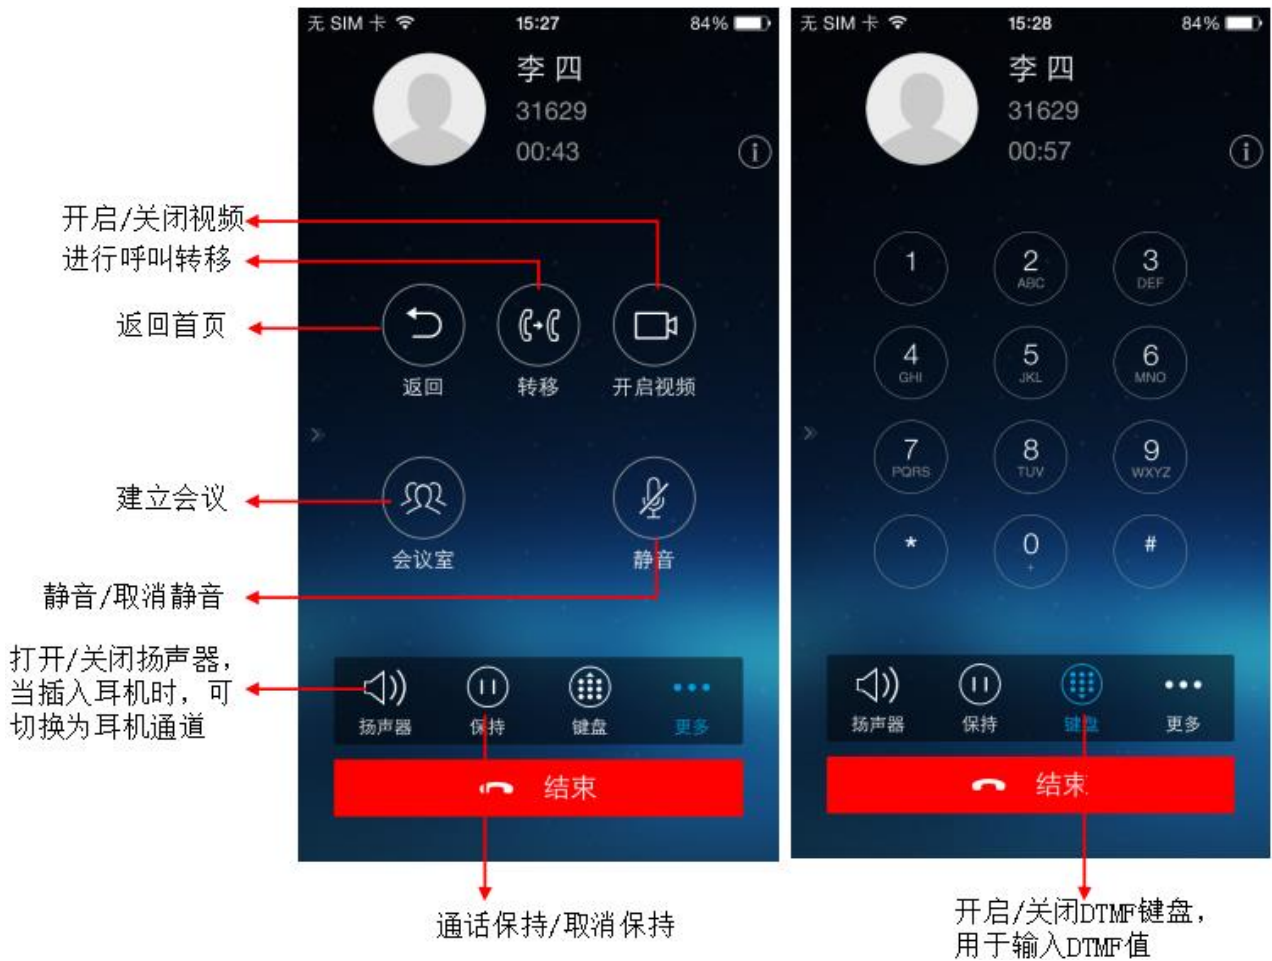 无 SIM 卡 15:27 84%
李 四
31629
00:43
开启/关闭视频
进行呼叫转移
返回首页
返回 转移 开启视频
建立会议
会议室 静音
静音/取消静音
打开/关闭扬声器，
当插入耳机时，可
切换为耳机通道
扬声器 保持 键盘 更多
结束
通话保持/取消保持
无 SIM 卡 15:28 84%
李 四
31629
00:57
1 2 3
ABC DEF
4 5 6
GHI JKL MNO
7 8 9
PQRS TUV WXYZ
* 0 #
+
扬声器 保持 键盘 更多
结束
开启/关闭DTMF键盘，
用于输入DTMF值